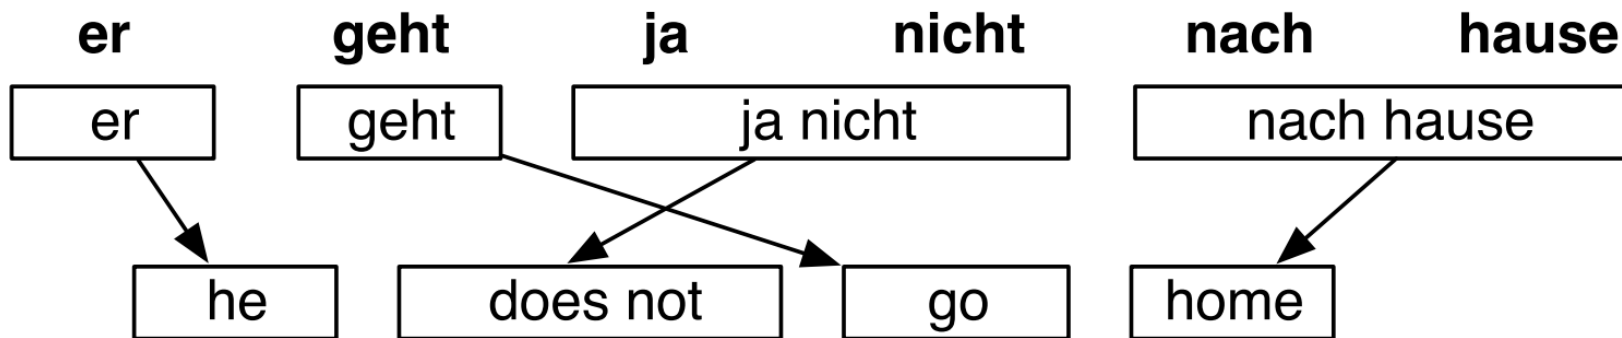 er geht ja nicht nach hause
er geht ja nicht nach hause
he does not go home